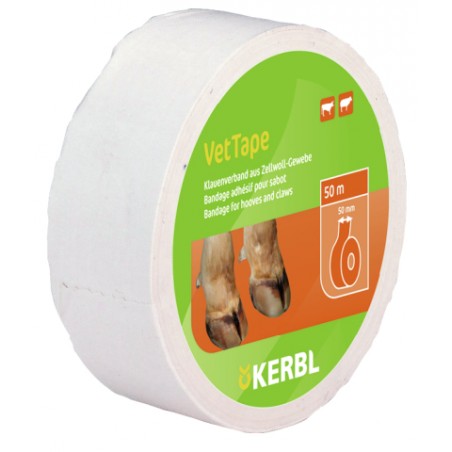 VetTape
Klauenverband aus Zellwoll-Gewebe
Bandage adhésif pour sabot
Bandage for hooves and claws
50 m
50 mm
KERBL